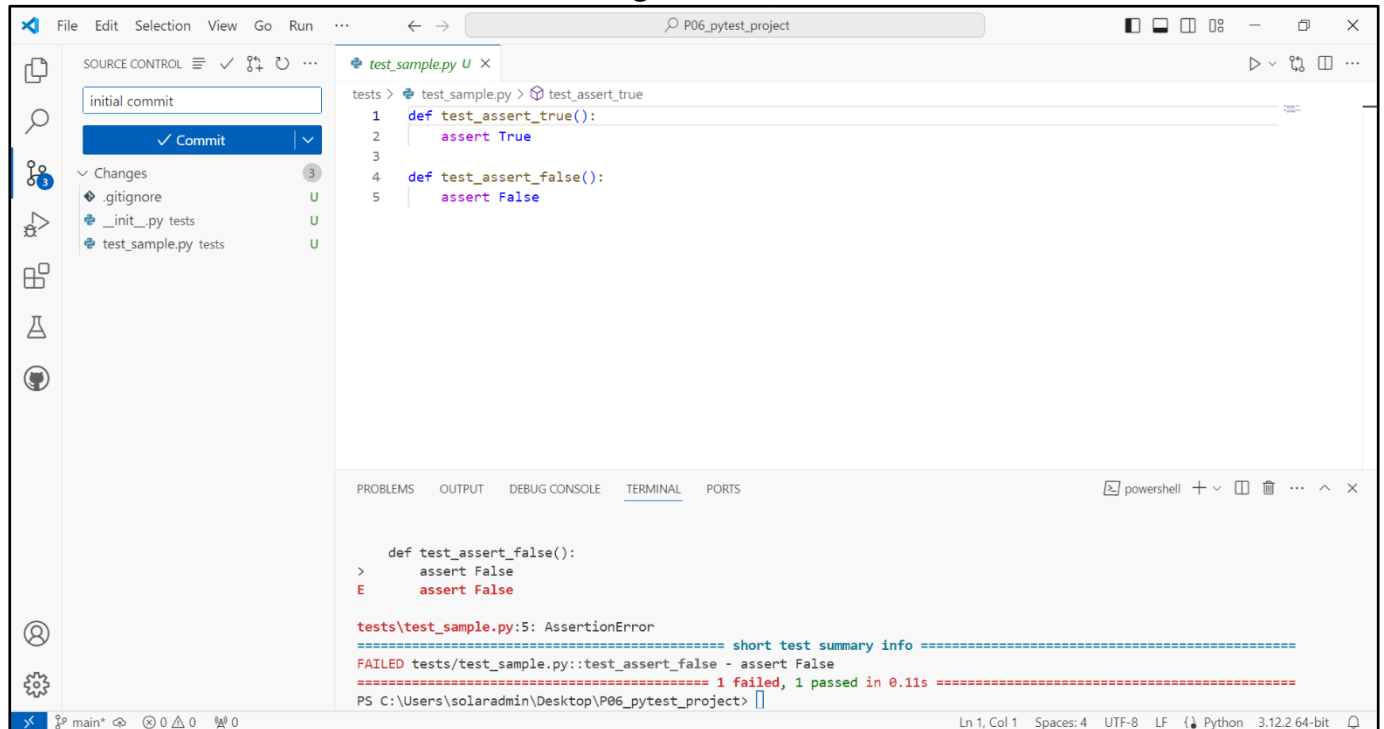 File Edit Selection View Go Run ···
P06_pytest_project
SOURCE CONTROL
initial commit
Commit
Changes 3
.gitignore U
__init__.py tests U
test_sample.py tests U
3
test_sample.py U
tests > test_sample.py > test_assert_true
1 def test_assert_true():
2 assert True
3
4 def test_assert_false():
5 assert False
PROBLEMS OUTPUT DEBUG CONSOLE TERMINAL PORTS
powershell
def test_assert_false():
> assert False
E assert False
tests\test_sample.py:5: AssertionError
============================================== short test summary info ================================================
FAILED tests/test_sample.py::test_assert_false - assert False
============================================= 1 failed, 1 passed in 0.11s ==============================================
PS C:\Users\solaradmin\Desktop\P06_pytest_project>
main* 0 0 0 Ln 1, Col 1 Spaces: 4 UTF-8 LF Python 3.12.2 64-bit